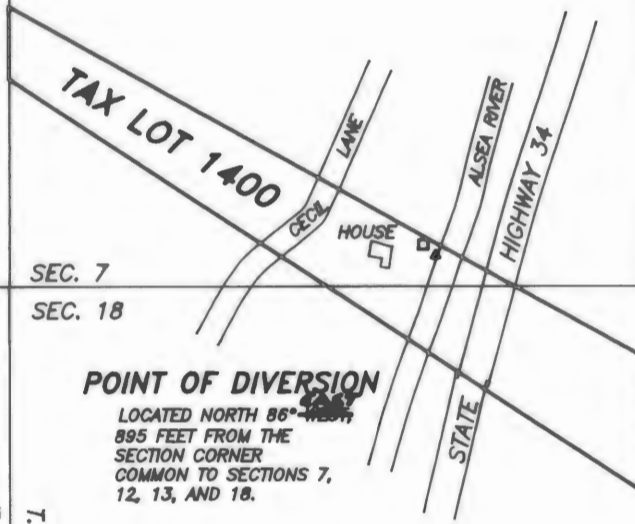 TAX LOT 1400
CECIL LANE
HOUSE
ALSEA RIVER
STATE HIGHWAY 34
SEC. 7
SEC. 18
POINT OF DIVERSION
EAST
LOCATED NORTH 86° WEST,
895 FEET FROM THE
SECTION CORNER
COMMON TO SECTIONS 7,
12, 13, AND 18.
T.